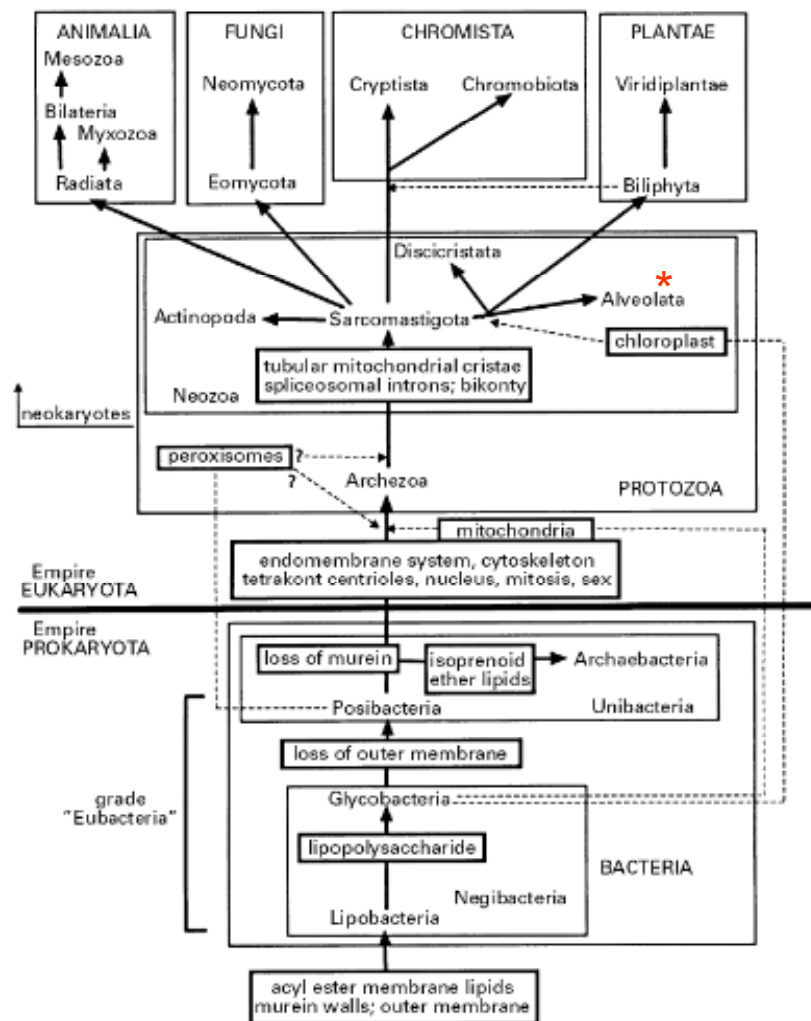 ANIMALIA
Mesozoa
Bilateria
Myxozoa
Radiata
FUNGI
Neomycota
Eomycota
CHROMISTA
Cryptista
Chromobiota
PLANTAE
Viridiplantae
Biliphyta
Discicristata
*
Alveolata
Actinopoda
Sarcomastigota
chloroplast
tubular mitochondrial cristae
spliceosomal introns; bikonty
Neozoa
neokaryotes
peroxisomes
?
?
Archezoa
PROTOZOA
mitochondria
endomembrane system, cytoskeleton
tetrakont centrioles, nucleus, mitosis, sex
Empire
EUKARYOTA
Empire
PROKARYOTA
loss of murein
isoprenoid
ether lipids
Archaebacteria
Posibacteria
Unibacteria
loss of outer membrane
grade
"Eubacteria"
Glycobacteria
lipopolysaccharide
BACTERIA
Negibacteria
Lipobacteria
acyl ester membrane lipids
murein walls; outer membrane